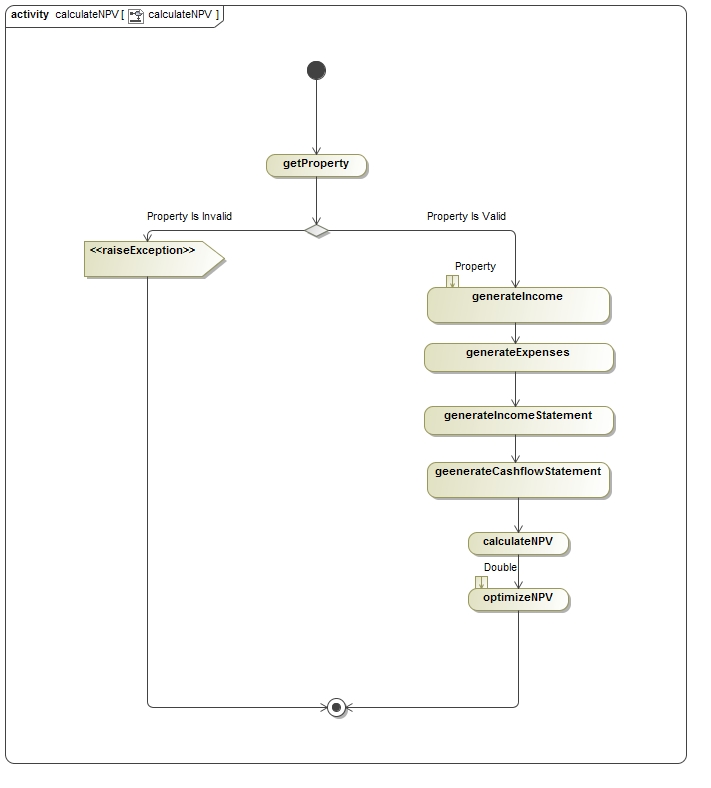 activity calculateNPV [ calculateNPV ]
getProperty
Property Is Invalid
Property Is Valid
<<raiseException>>
Property
generateIncome
generateExpenses
generateIncomeStatement
geenerateCashflowStatement
calculateNPV
Double
optimizeNPV